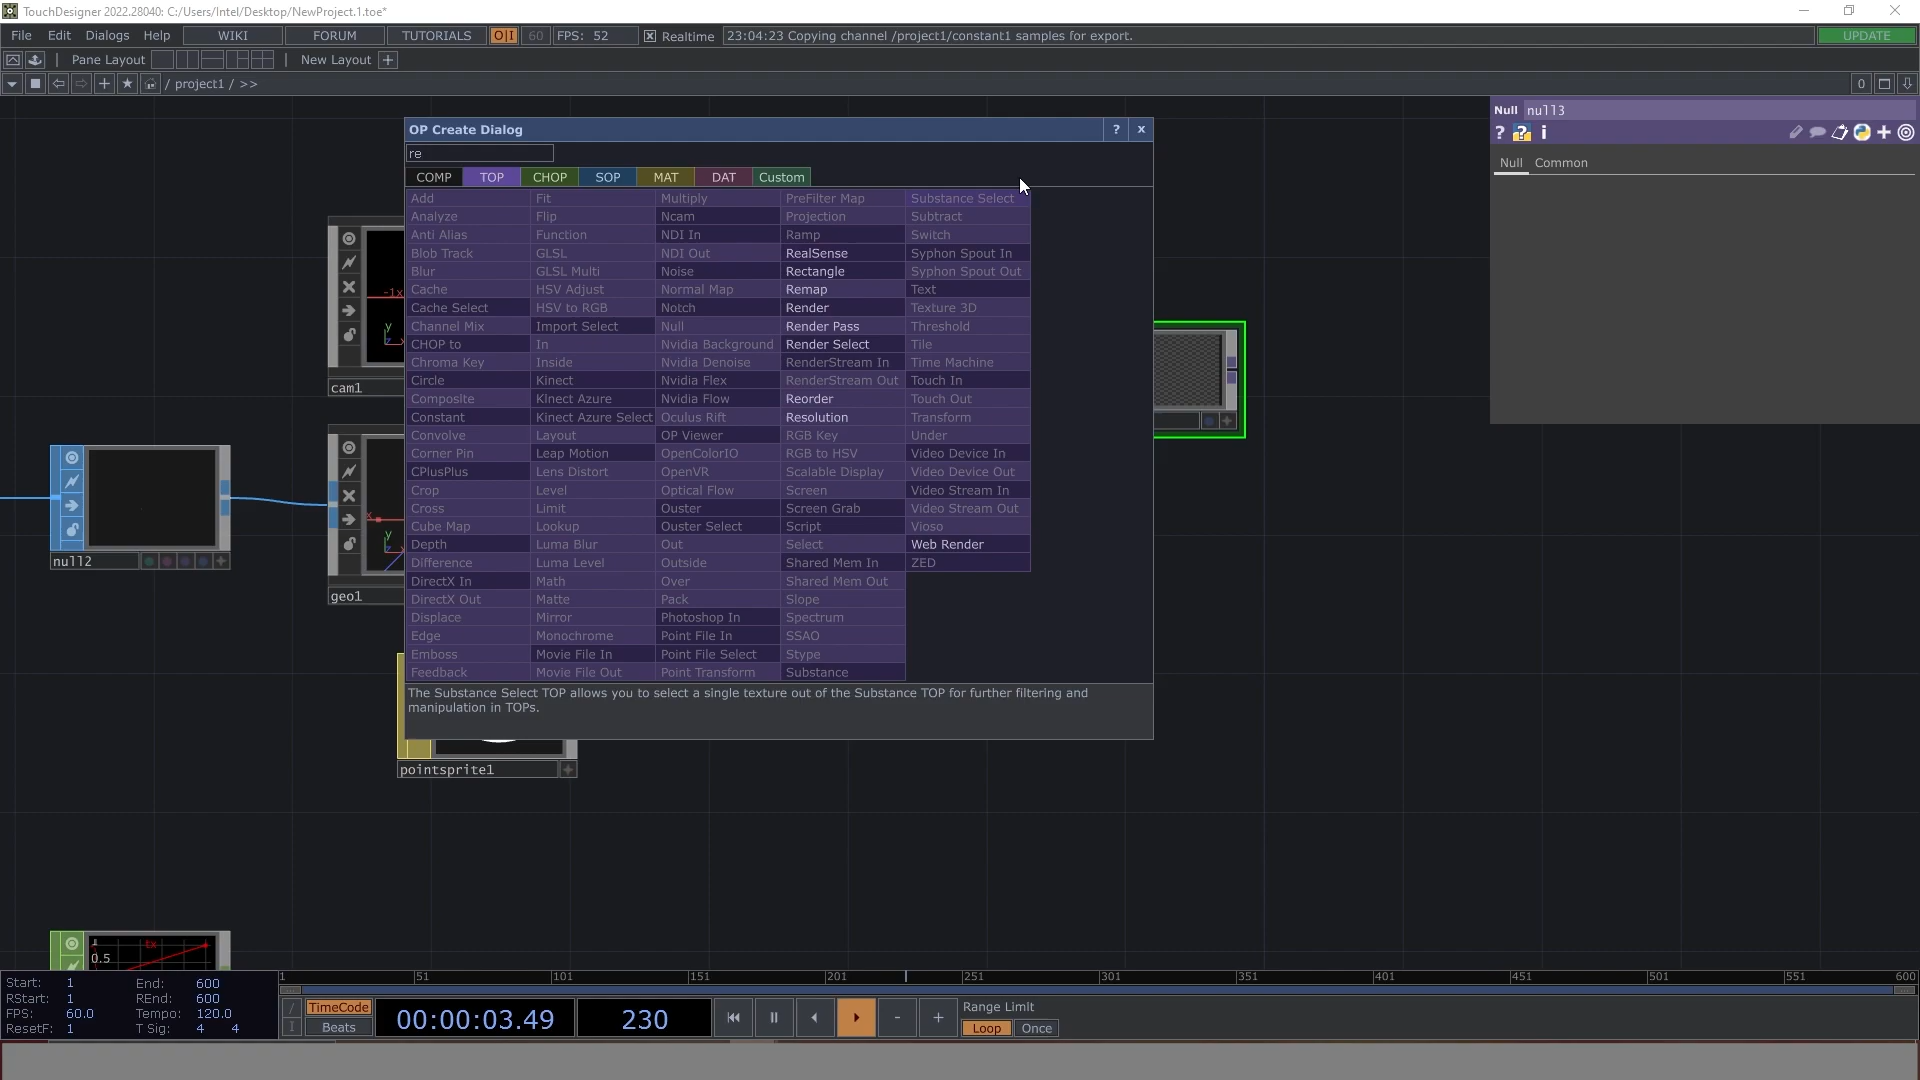 TouchDesigner 2022.28040: C:/Users/Intel/Desktop/NewProject.1.toe*
File Edit Dialogs Help WIKI FORUM TUTORIALS O|I 60 FPS: 52 Realtime 23:04:23 Copying channel /project1/constant1 samples for export. UPDATE
Pane Layout New Layout +
/ project1 / >> 0
OP Create Dialog ? x
re
COMP TOP CHOP SOP MAT DAT Custom
Add Fit Multiply PreFilter Map Substance Select
Analyze Flip Ncam Projection Subtract
Anti Alias Function NDI In Ramp Switch
Blob Track GLSL NDI Out RealSense Syphon Spout In
Blur GLSL Multi Noise Rectangle Syphon Spout Out
Cache HSV Adjust Normal Map Remap Text
Cache Select HSV to RGB Notch Render Texture 3D
Channel Mix Import Select Null Render Pass Threshold
CHOP to In Nvidia Background Render Select Tile
Chroma Key Inside Nvidia Denoise RenderStream In Time Machine
Circle Kinect Nvidia Flex RenderStream Out Touch In
Composite Kinect Azure Nvidia Flow Reorder Touch Out
Constant Kinect Azure Select Oculus Rift Resolution Transform
Convolve Layout OP Viewer RGB Key Under
Corner Pin Leap Motion OpenColorIO RGB to HSV Video Device In
CPlusPlus Lens Distort OpenVR Scalable Display Video Device Out
Crop Level Optical Flow Screen Video Stream In
Cross Limit Ouster Screen Grab Video Stream Out
Cube Map Lookup Ouster Select Script Vioso
Depth Luma Blur Out Select Web Render
Difference Luma Level Outside Shared Mem In ZED
DirectX In Math Over Shared Mem Out
DirectX Out Matte Pack Slope
Displace Mirror Photoshop In Spectrum
Edge Monochrome Point File In SSAO
Emboss Movie File In Point File Select Stype
Feedback Movie File Out Point Transform Substance
The Substance Select TOP allows you to select a single texture out of the Substance TOP for further filtering and
manipulation in TOPs.
Null null3
? ? i
Null Common
-1x
y
z
cam1
x
y
z
geo1
null2
pointsprite1
tx
0.5
Start: 1 End: 600
RStart: 1 REnd: 600
FPS: 60.0 Tempo: 120.0
ResetF: 1 T Sig: 4 4
1 51 101 151 201 251 301 351 401 451 501 551 600
/ TimeCode
I Beats
00:00:03.49 230 - +
Range Limit
Loop Once